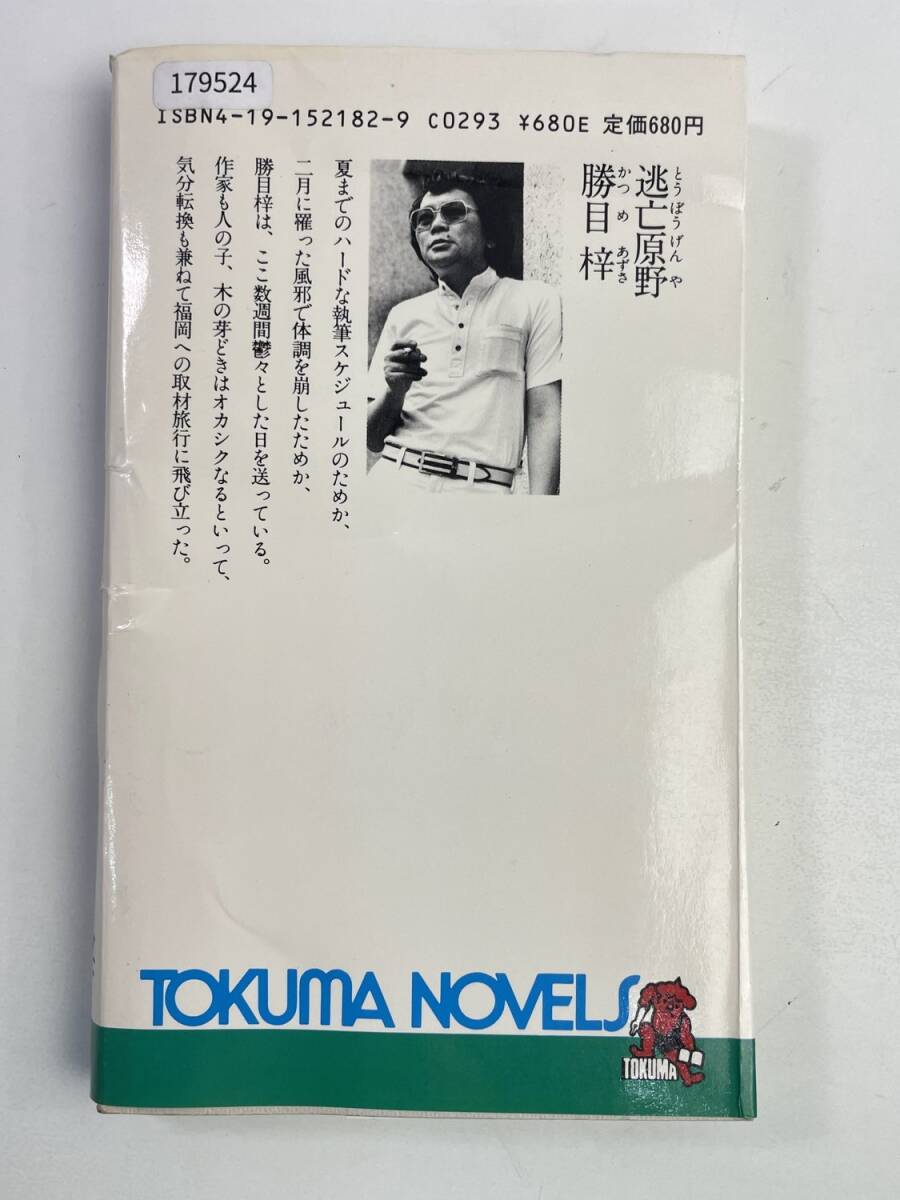 179524
ISBN4-19-152182-9 C0293 ¥680E 定価680円
逃亡原野
とうぼうげんや
勝目梓
かつめあずさ
夏までのハードな執筆スケジュールのためか、
二月に罹った風邪で体調を崩したためか、
勝目梓は、ここ数週間鬱々とした日を送っている。
作家も人の子、木の芽どきはオカシクなるといって、
気分転換も兼ねて福岡への取材旅行に飛び立った。
TOKUMA NOVELS
TOKUMA